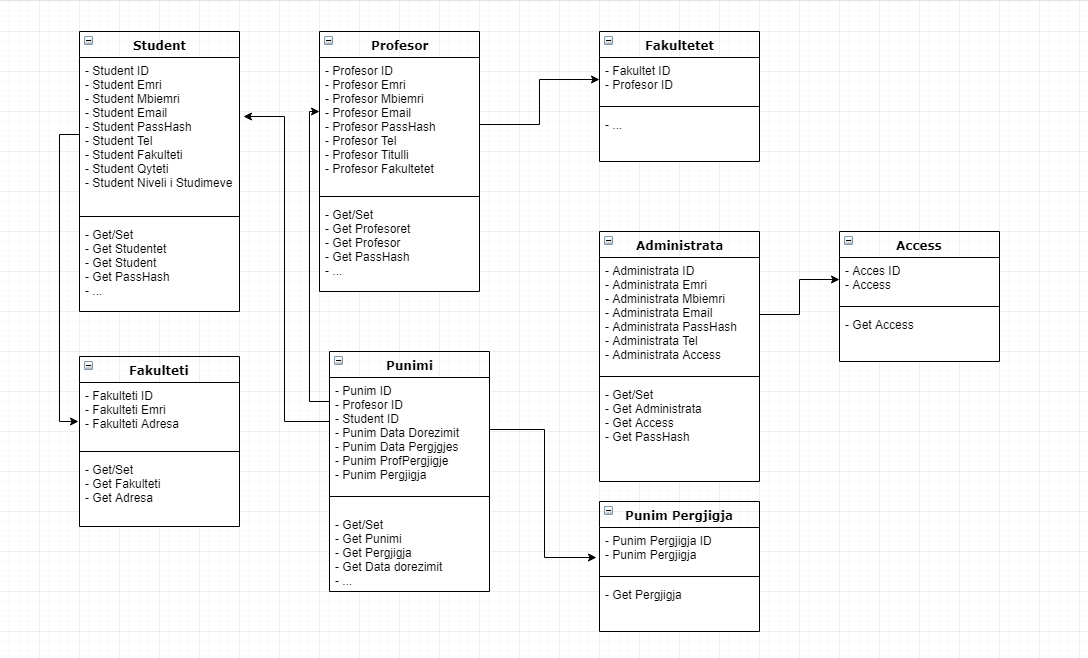 Student
- Student ID
- Student Emri
- Student Mbiemri
- Student Email
- Student PassHash
- Student Tel
- Student Fakulteti
- Student Qyteti
- Student Niveli i Studimeve
- Get/Set
- Get Studentet
- Get Student
- Get PassHash
- ...
Profesor
- Profesor ID
- Profesor Emri
- Profesor Mbiemri
- Profesor Email
- Profesor PassHash
- Profesor Tel
- Profesor Titulli
- Profesor Fakultetet
- Get/Set
- Get Profesoret
- Get Profesor
- Get PassHash
- ...
Fakultetet
- Fakultet ID
- Profesor ID
- ...
Administrata
- Administrata ID
- Administrata Emri
- Administrata Mbiemri
- Administrata Email
- Administrata PassHash
- Administrata Tel
- Administrata Access
- Get/Set
- Get Administrata
- Get Access
- Get PassHash
Access
- Acces ID
- Access
- Get Access
Fakulteti
- Fakulteti ID
- Fakulteti Emri
- Fakulteti Adresa
- Get/Set
- Get Fakulteti
- Get Adresa
Punimi
- Punim ID
- Profesor ID
- Student ID
- Punim Data Dorezimit
- Punim Data Pergjgjes
- Punim ProfPergjigje
- Punim Pergjigja
- Get/Set
- Get Punimi
- Get Pergjigja
- Get Data dorezimit
- ...
Punim Pergjigja
- Punim Pergjigja ID
- Punim Pergjigja
- Get Pergjigja